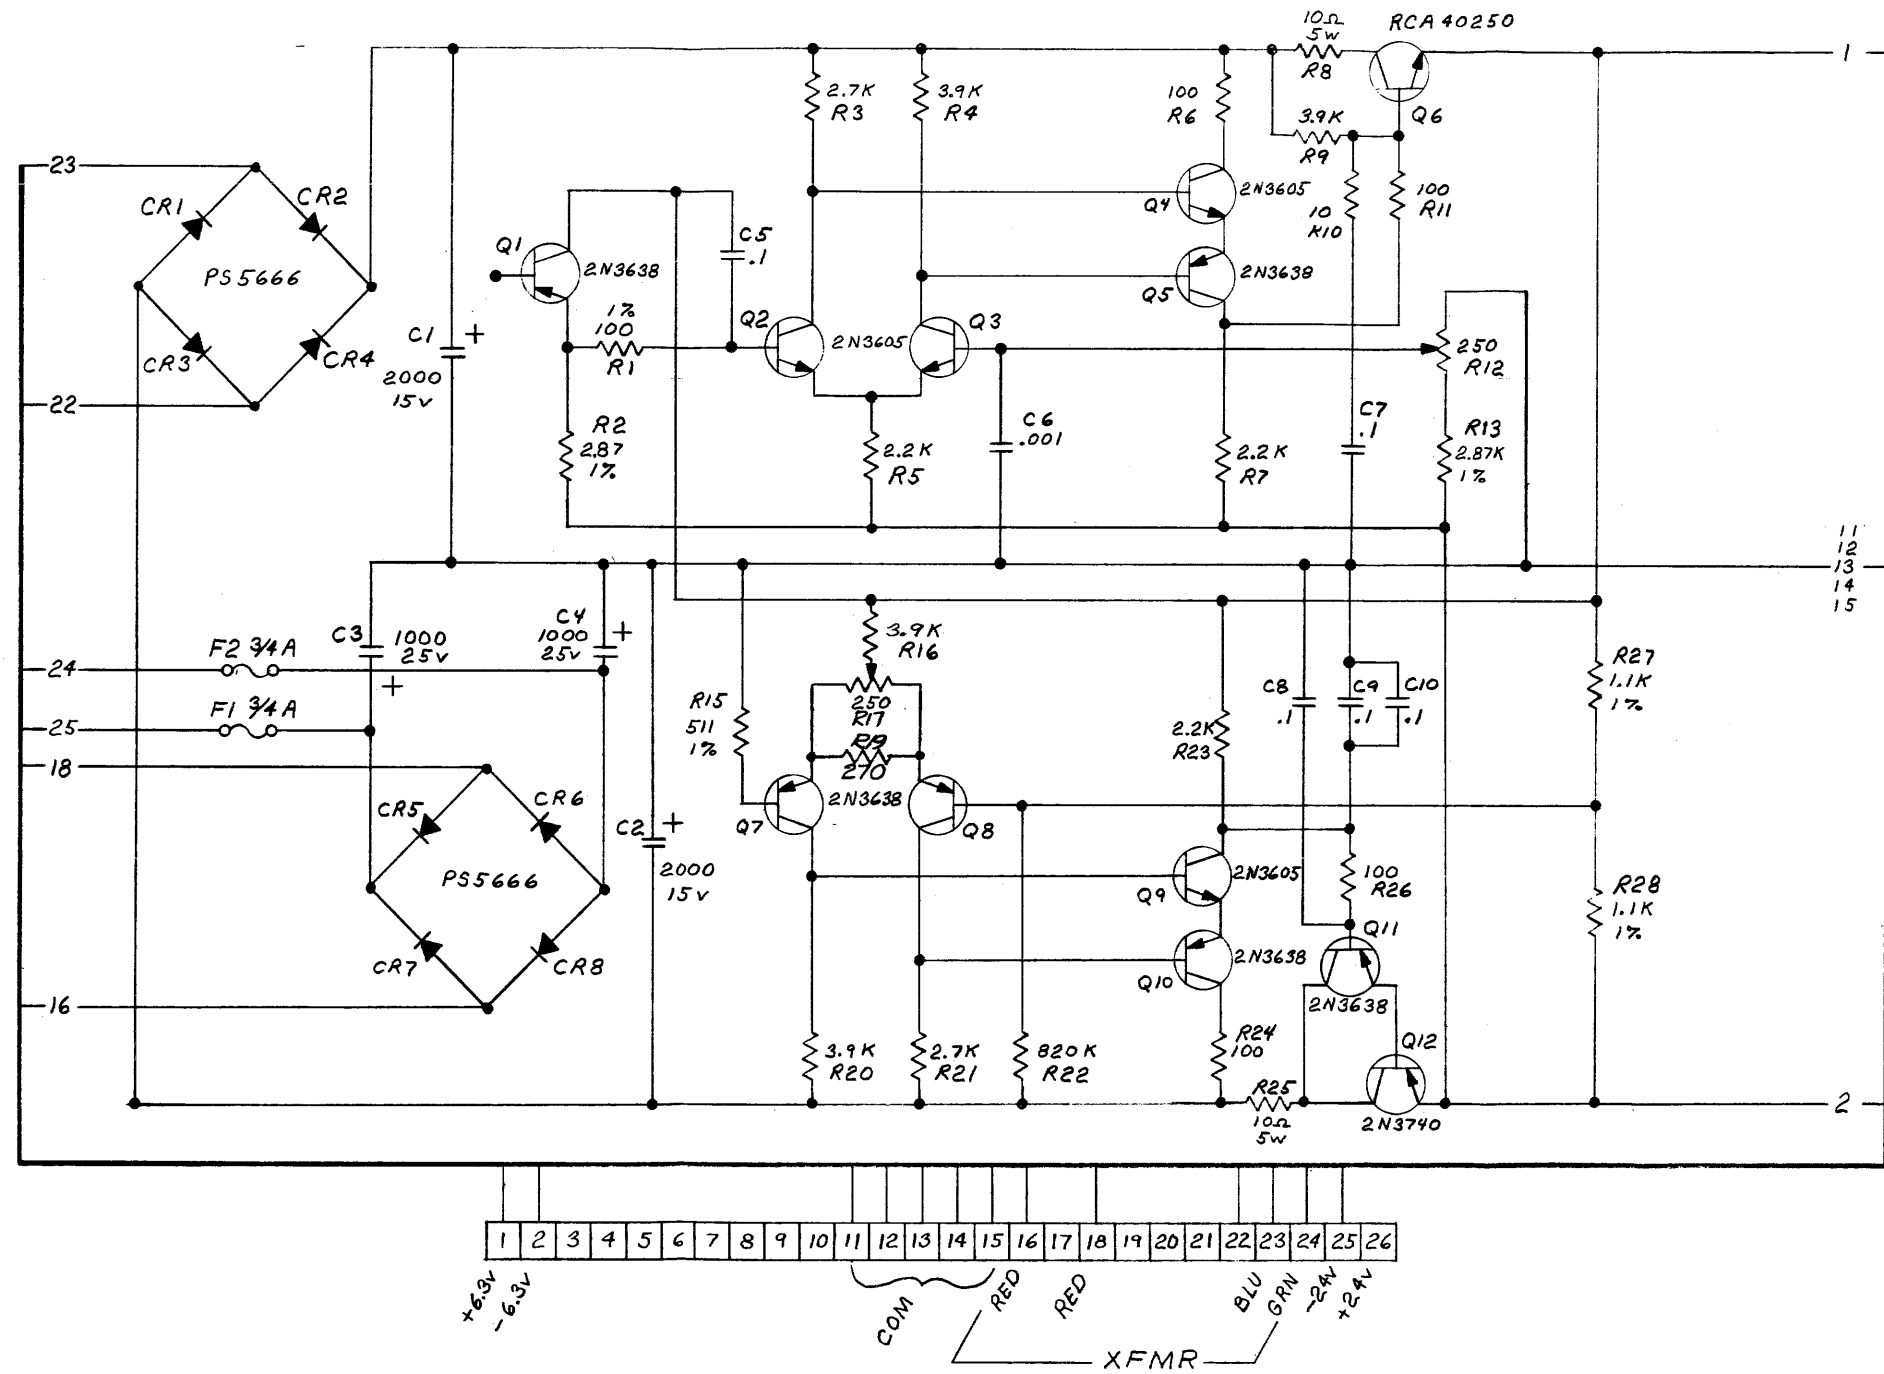 10Ω
5W
R8
RCA 40250
Q6
1
2.7K
R3
3.9K
R4
100
R6
3.9K
R9
23
CR1
CR2
PS5666
CR3
CR4
22
C1
+
2000
15V
Q1
2N3638
C5
.1
1%
100
R1
R2
2.87
1%
Q2
2N3605
Q3
2.2K
R5
C6
.001
Q4
2N3605
Q5
2N3638
10
R10
100
R11
2.2K
R7
C7
.1
250
R12
R13
2.87K
1%
11
12
13
14
15
C3
1000
25V
+
C4
1000
25V
+
F2 3/4A
24
F1 3/4A
25
18
CR5
CR6
PS5666
CR7
CR8
16
C2
+
2000
15V
R15
511
1%
3.9K
R16
250
R17
R19
270
Q7
2N3638
Q8
2.2K
R23
C8
.1
C9
.1
C10
.1
R27
1.1K
1%
R28
1.1K
1%
Q9
2N3605
Q10
2N3638
100
R26
Q11
2N3638
3.9K
R20
2.7K
R21
820K
R22
R24
100
R25
10Ω
5W
Q12
2N3740
2
1 2 3 4 5 6 7 8 9 10 11 12 13 14 15 16 17 18 19 20 21 22 23 24 25 26
+6.3V
-6.3V
COM
RED
RED
BLU
GRN
-24V
+24V
XFMR